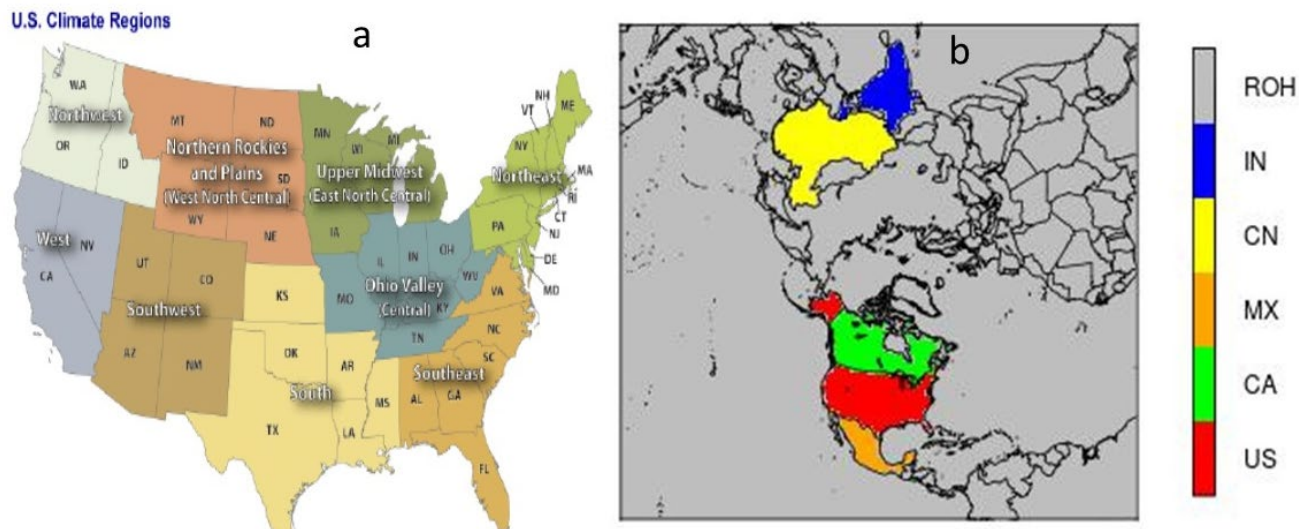 U.S. Climate Regions
a
WA
Northwest
OR
ID
MT
ND
Northern Rockies
and Plains
SD
(West North Central)
WY
NE
MN
WI
MI
Upper Midwest
(East North Central)
IA
VT
NH
ME
NY
Northeast
MA
RI
CT
PA
NJ
DE
MD
West
NV
CA
UT
CO
Southwest
AZ
NM
KS
OK
AR
South
TX
LA
MS
IL
IN
OH
WV
MO
Ohio Valley
(Central)
KY
TN
VA
NC
SC
Southeast
AL
GA
FL
b
ROH
IN
CN
MX
CA
US